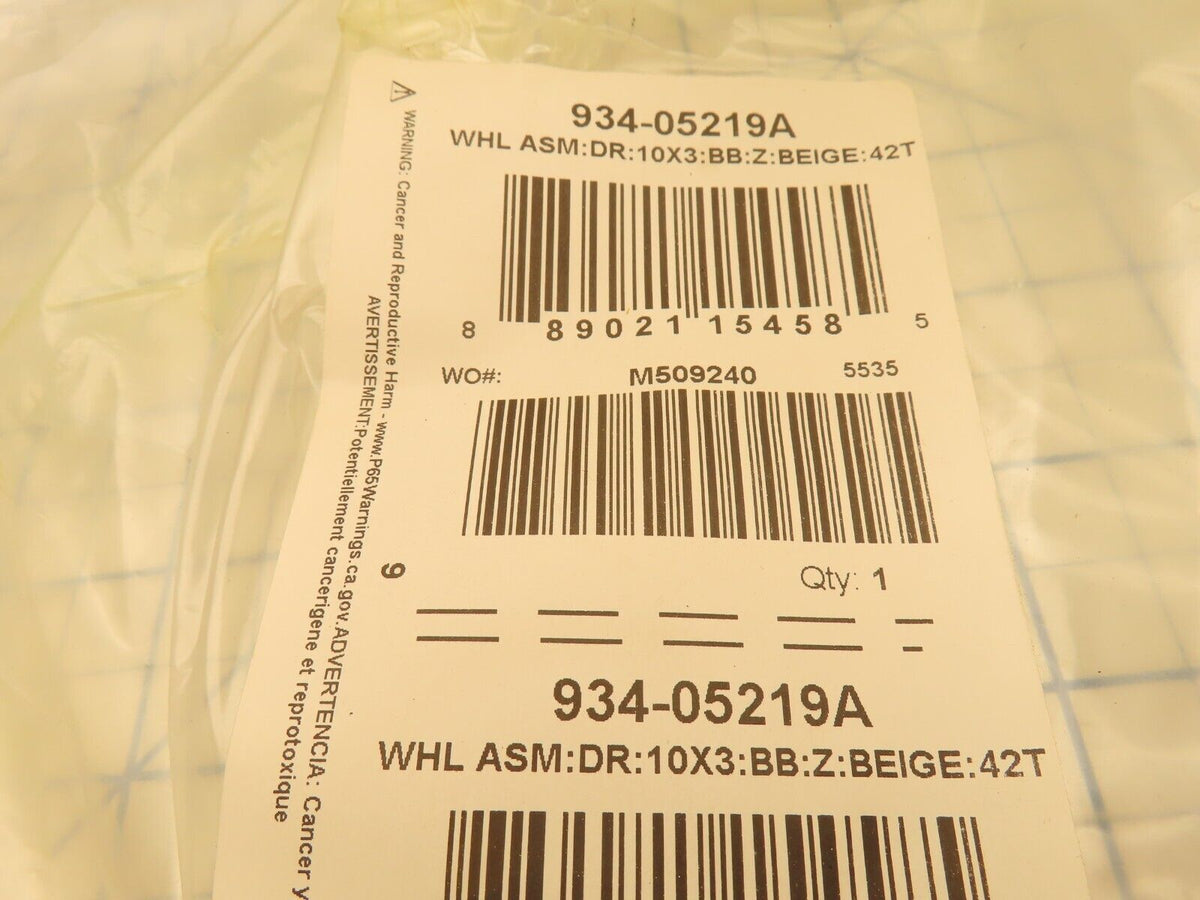 934-05219A
WHL ASM:DR:10X3:BB:Z:BEIGE:42T
8 89021 15458 5
WO#: M509240 5535
Qty: 1
9
934-05219A
WHL ASM:DR:10X3:BB:Z:BEIGE:42T
WARNING: Cancer and Reproductive Harm - www.P65Warnings.ca.gov.ADVERTENCIA: Cancer y
AVERTISSEMENT:Potentiellement cancerigene et reprotoxique